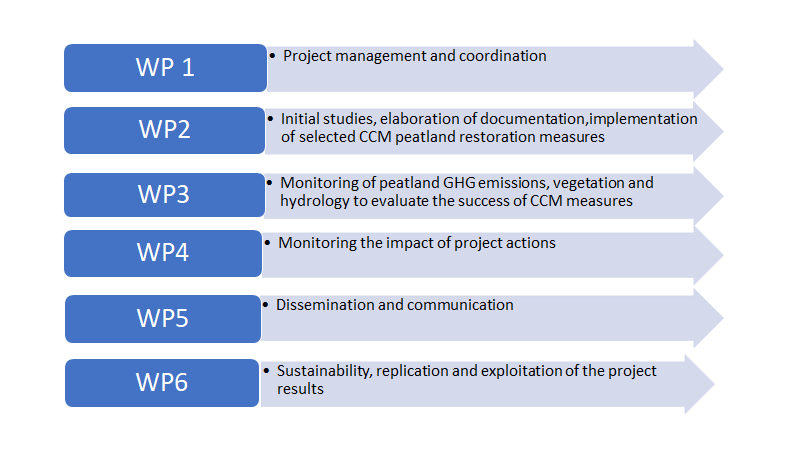 WP 1
• Project management and coordination
WP2
• Initial studies, elaboration of documentation,implementation
of selected CCM peatland restoration measures
WP3
• Monitoring of peatland GHG emissions, vegetation and
hydrology to evaluate the success of CCM measures
WP4
• Monitoring the impact of project actions
WP5
• Dissemination and communication
WP6
• Sustainability, replication and exploitation of the project
results